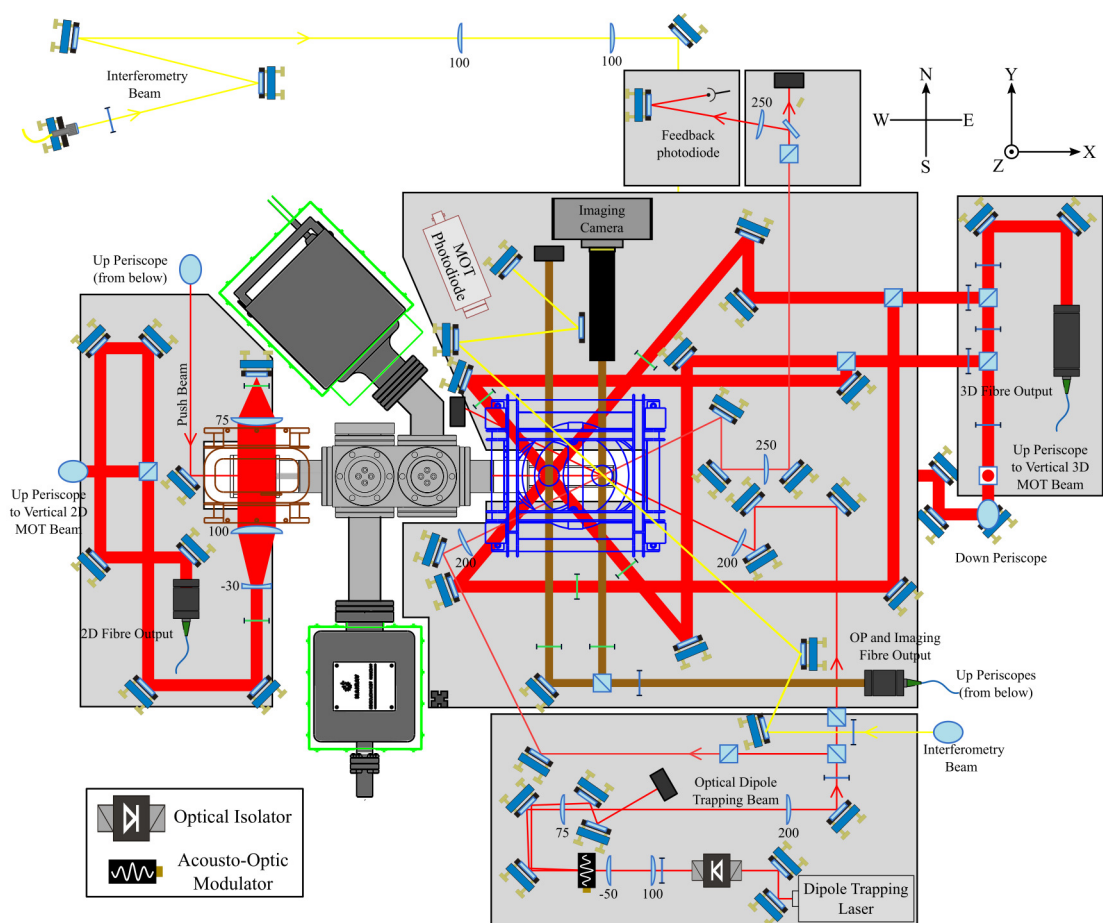 100
100
Interferometry
Beam
250
Feedback
photodiode
N
W
E
S
Y
Z
X
Imaging
Camera
MOT
Photodiode
Up Periscope
(from below)
Push Beam
75
3D Fibre Output
Up Periscope
to Vertical 3D
MOT Beam
250
Up Periscope
to Vertical 2D
MOT Beam
100
200
200
Down Periscope
-30
2D Fibre Output
OP and Imaging
Fibre Output
Up Periscopes
(from below)
Interferometry
Beam
Optical Dipole
Trapping Beam
75
200
Optical Isolator
Acousto-Optic
Modulator
-50
100
Dipole Trapping
Laser